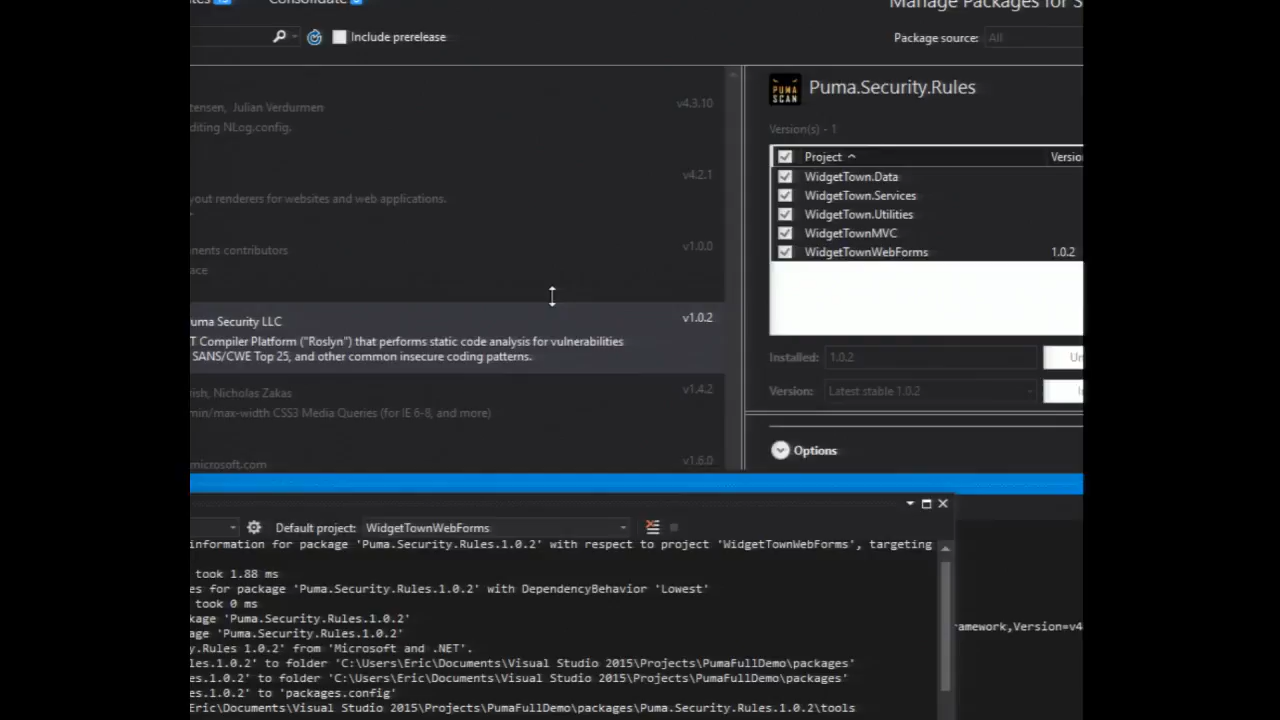 Consolidate
Manage Packages for S
Include prerelease
Package source: All
tensen, Julian Verdurmen
v4.3.10
diting NLog.config.
v4.2.1
yout renderers for websites and web applications.
nents contributors
v1.0.0
ace
uma Security LLC
v1.0.2
T Compiler Platform ("Roslyn") that performs static code analysis for vulnerabilities
SANS/CWE Top 25, and other common insecure coding patterns.
rish, Nicholas Zakas
v1.4.2
min/max-width CSS3 Media Queries (for IE 6-8, and more)
microsoft.com
v1.6.0
PUMA
SCAN
Puma.Security.Rules
Version(s) - 1
Project Versio
WidgetTown.Data
WidgetTown.Services
WidgetTown.Utilities
WidgetTownMVC
WidgetTownWebForms 1.0.2
Installed: 1.0.2 Un
Version: Latest stable 1.0.2
Options
Default project: WidgetTownWebForms
information for package 'Puma.Security.Rules.1.0.2' with respect to project 'WidgetTownWebForms', targeting
took 1.88 ms
es for package 'Puma.Security.Rules.1.0.2' with DependencyBehavior 'Lowest'
took 0 ms
kage 'Puma.Security.Rules.1.0.2'
age 'Puma.Security.Rules.1.0.2'
y.Rules 1.0.2' from 'Microsoft and .NET'.
les.1.0.2' to folder 'C:\Users\Eric\Documents\Visual Studio 2015\Projects\PumaFullDemo\packages'
les.1.0.2' to folder 'C:\Users\Eric\Documents\Visual Studio 2015\Projects\PumaFullDemo\packages'
es.1.0.2' to 'packages.config'
Eric\Documents\Visual Studio 2015\Projects\PumaFullDemo\packages\Puma.Security.Rules.1.0.2\tools
ramework,Version=v4